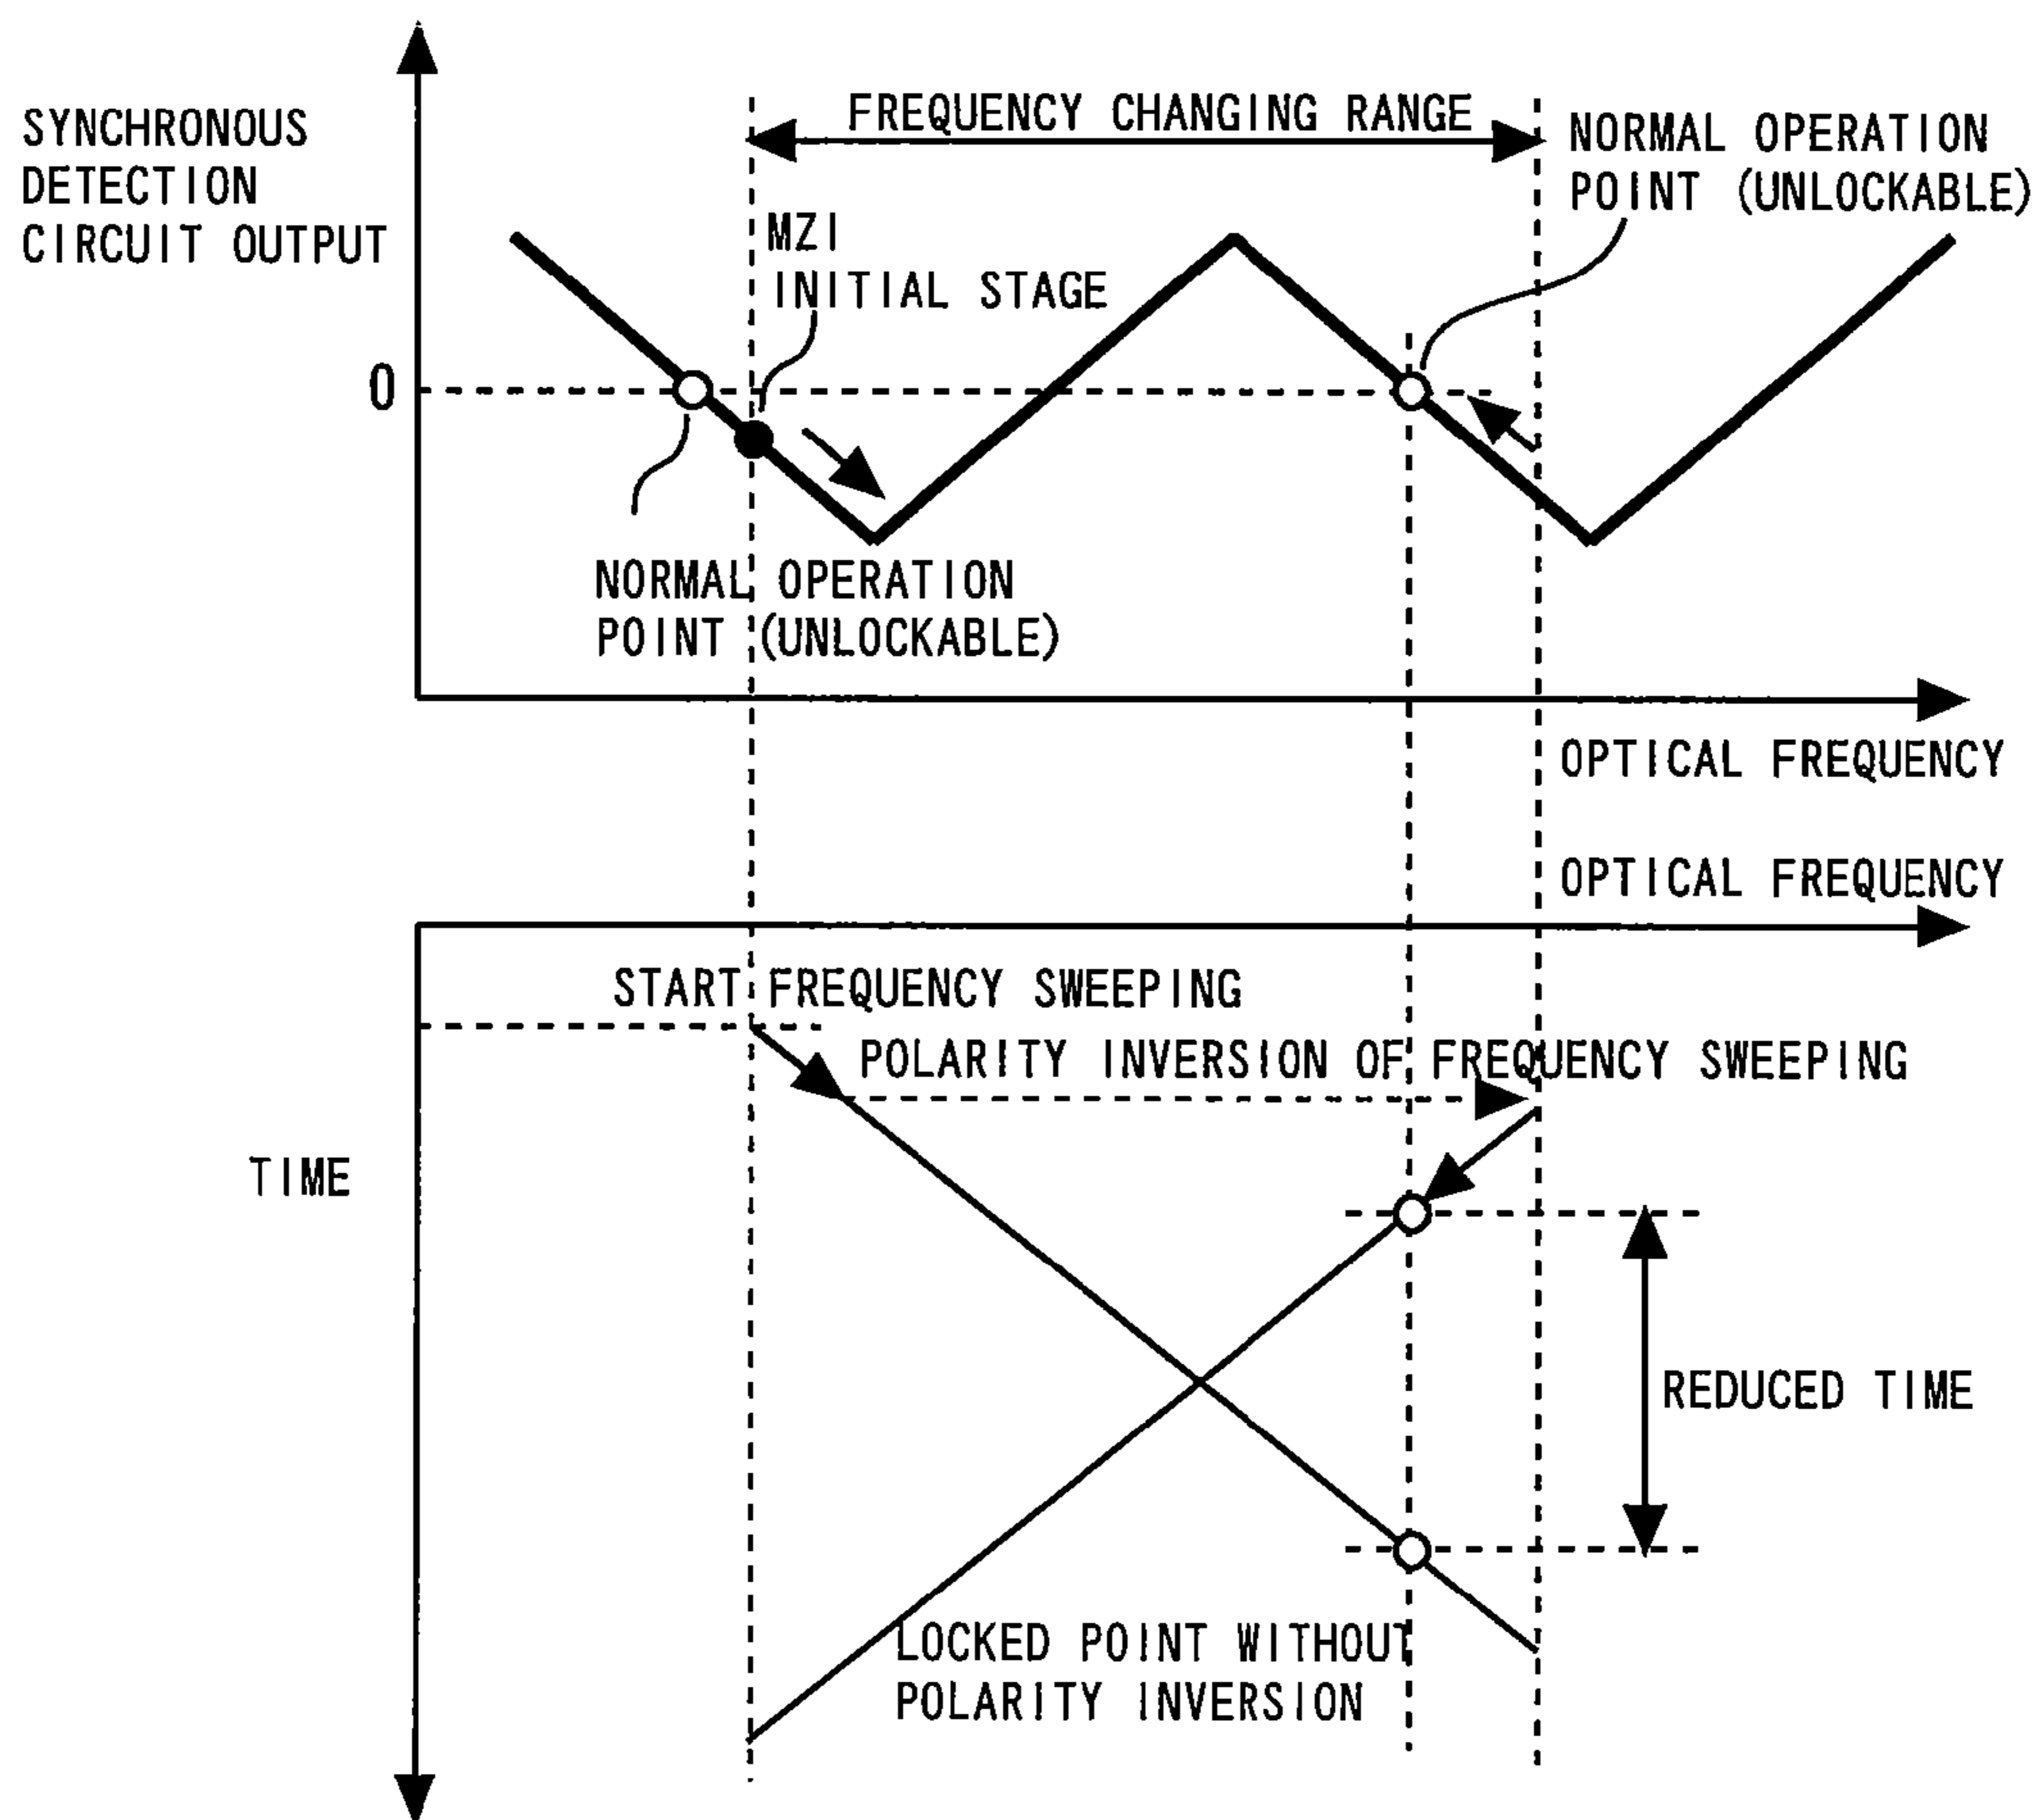 SYNCHRONOUS
DETECTION
CIRCUIT OUTPUT
FREQUENCY CHANGING RANGE
NORMAL OPERATION
POINT (UNLOCKABLE)
MZI
INITIAL STAGE
0
NORMAL OPERATION
POINT (UNLOCKABLE)
OPTICAL FREQUENCY
OPTICAL FREQUENCY
START FREQUENCY SWEEPING
POLARITY INVERSION OF FREQUENCY SWEEPING
TIME
REDUCED TIME
LOCKED POINT WITHOUT
POLARITY INVERSION